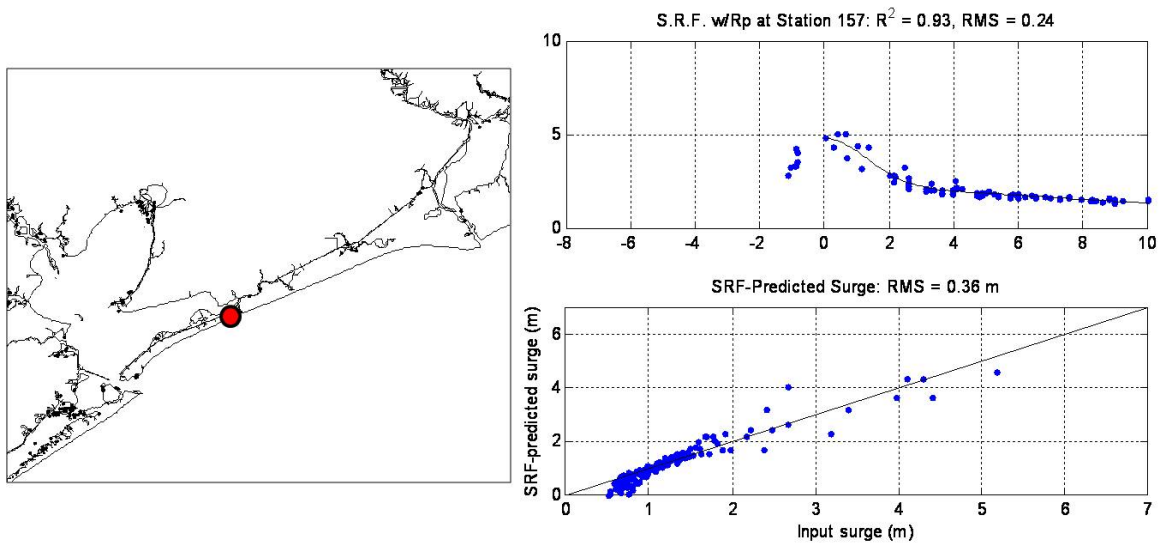 S.R.F. w/Rp at Station 157: R² = 0.93, RMS = 0.24
10
5
0
-8 -6 -4 -2 0 2 4 6 8 10
SRF-Predicted Surge: RMS = 0.36 m
SRF-predicted surge (m)
6
4
2
0
0 1 2 3 4 5 6 7
Input surge (m)